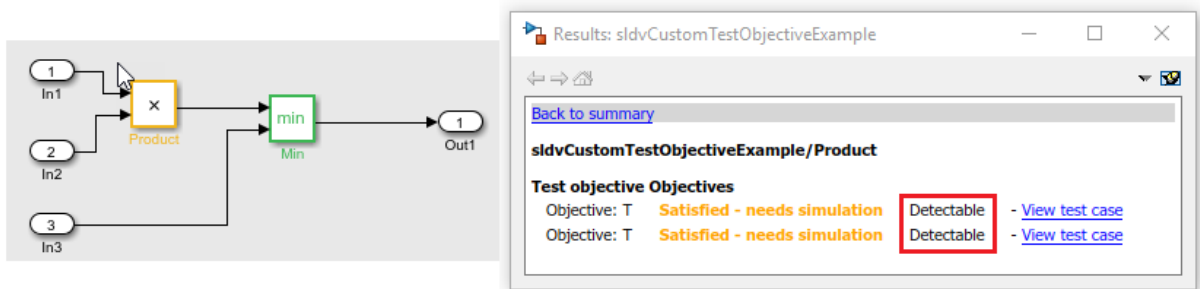 1
In1
2
In2
3
In3
×
Product
min
Min
1
Out1
Results: sldvCustomTestObjectiveExample
Back to summary
sldvCustomTestObjectiveExample/Product
Test objective Objectives
Objective: T Satisfied - needs simulation Detectable - View test case
Objective: T Satisfied - needs simulation Detectable - View test case